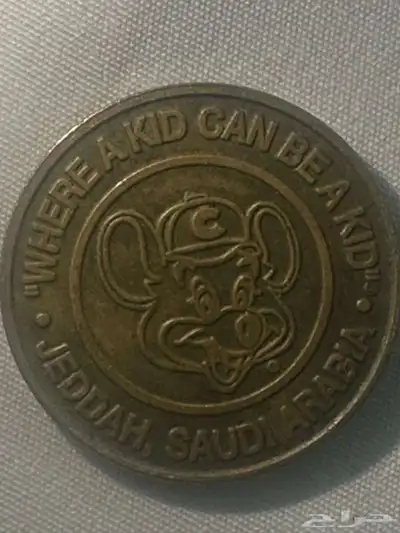 "WHERE A KID CAN BE A KID"
• JEDDAH, SAUDI ARABIA •
C
حراج